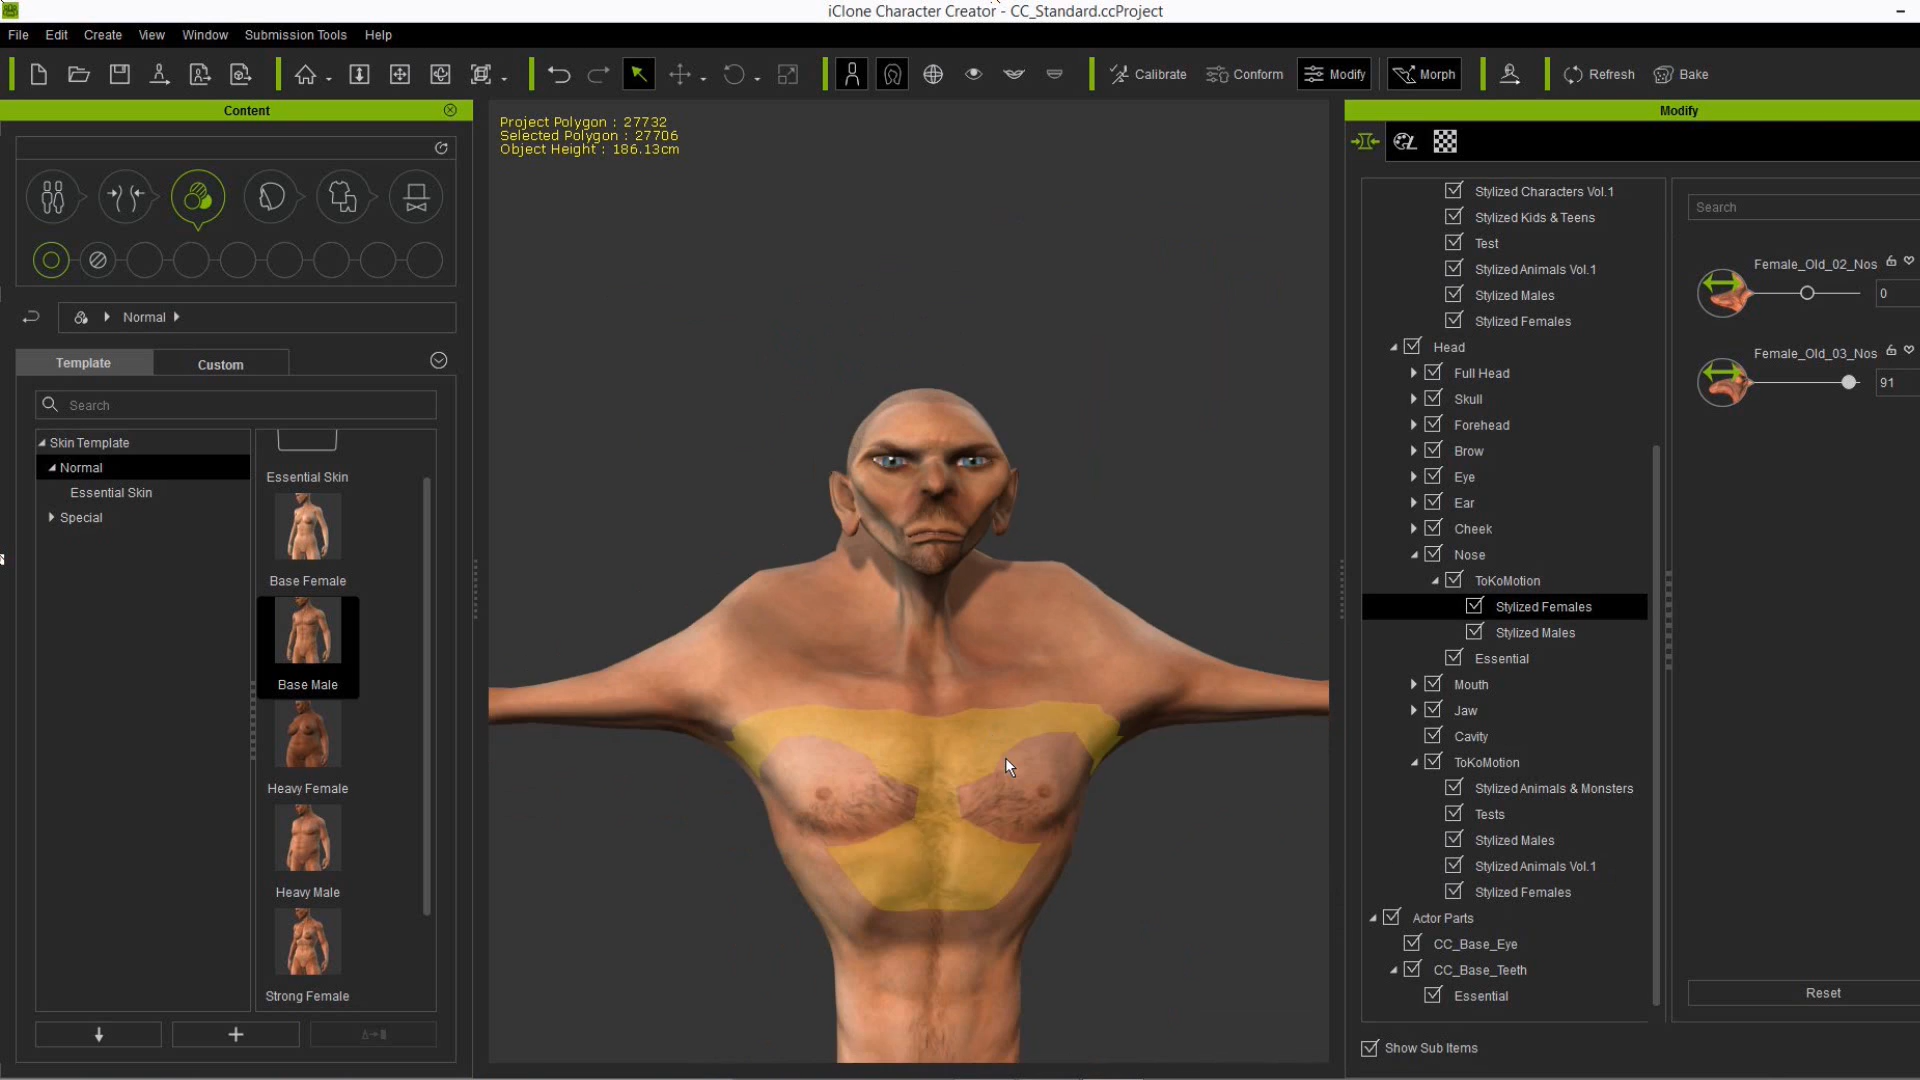 iClone Character Creator - CC_Standard.ccProject
File Edit Create View Window Submission Tools Help
Calibrate Conform Modify Morph Refresh Bake
Content
Normal
Template Custom
Search
Skin Template
Normal
Essential Skin
Special
Essential Skin
Base Female
Base Male
Heavy Female
Heavy Male
Strong Female
Project Polygon : 27732
Selected Polygon : 27706
Object Height : 186.13cm
Modify
Stylized Characters Vol.1
Stylized Kids & Teens
Test
Stylized Animals Vol.1
Stylized Males
Stylized Females
Head
Full Head
Skull
Forehead
Brow
Eye
Ear
Cheek
Nose
ToKoMotion
Stylized Females
Stylized Males
Essential
Mouth
Jaw
Cavity
ToKoMotion
Stylized Animals & Monsters
Tests
Stylized Males
Stylized Animals Vol.1
Stylized Females
Actor Parts
CC_Base_Eye
CC_Base_Teeth
Essential
Show Sub Items
Search
Female_Old_02_Nos
0
Female_Old_03_Nos
91
Reset